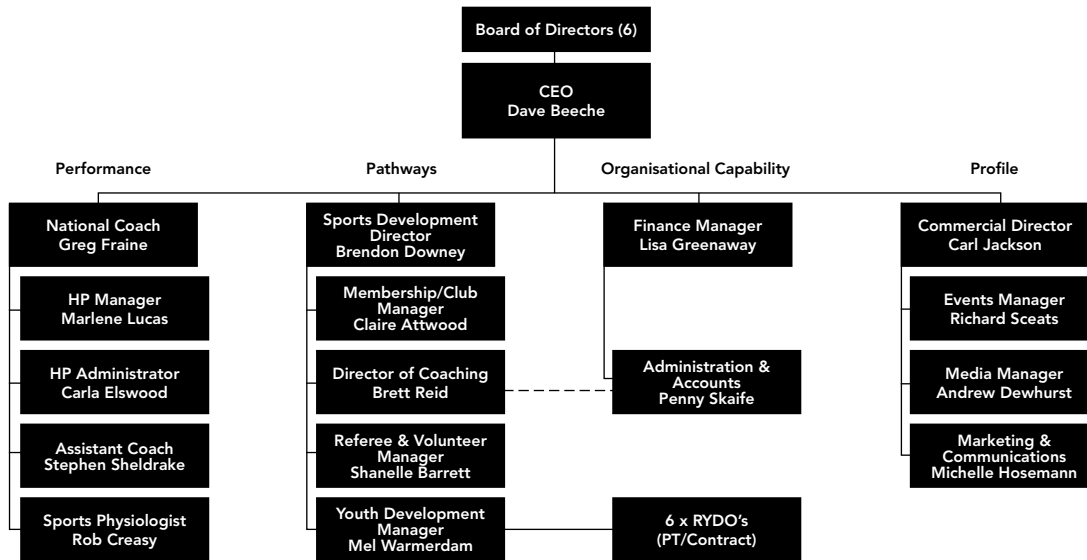 Board of Directors (6)
CEO
Dave Beeche
Performance
Pathways
Organisational Capability
Profile
National Coach
Greg Fraine
Sports Development
Director
Brendon Downey
Finance Manager
Lisa Greenaway
Commercial Director
Carl Jackson
HP Manager
Marlene Lucas
Membership/Club
Manager
Claire Attwood
Events Manager
Richard Sceats
HP Administrator
Carla Elswood
Director of Coaching
Brett Reid
Administration &
Accounts
Penny Skaife
Media Manager
Andrew Dewhurst
Assistant Coach
Stephen Sheldrake
Referee & Volunteer
Manager
Shanelle Barrett
Marketing &
Communications
Michelle Hosemann
Sports Physiologist
Rob Creasy
Youth Development
Manager
Mel Warmerdam
6 x RYDO's
(PT/Contract)